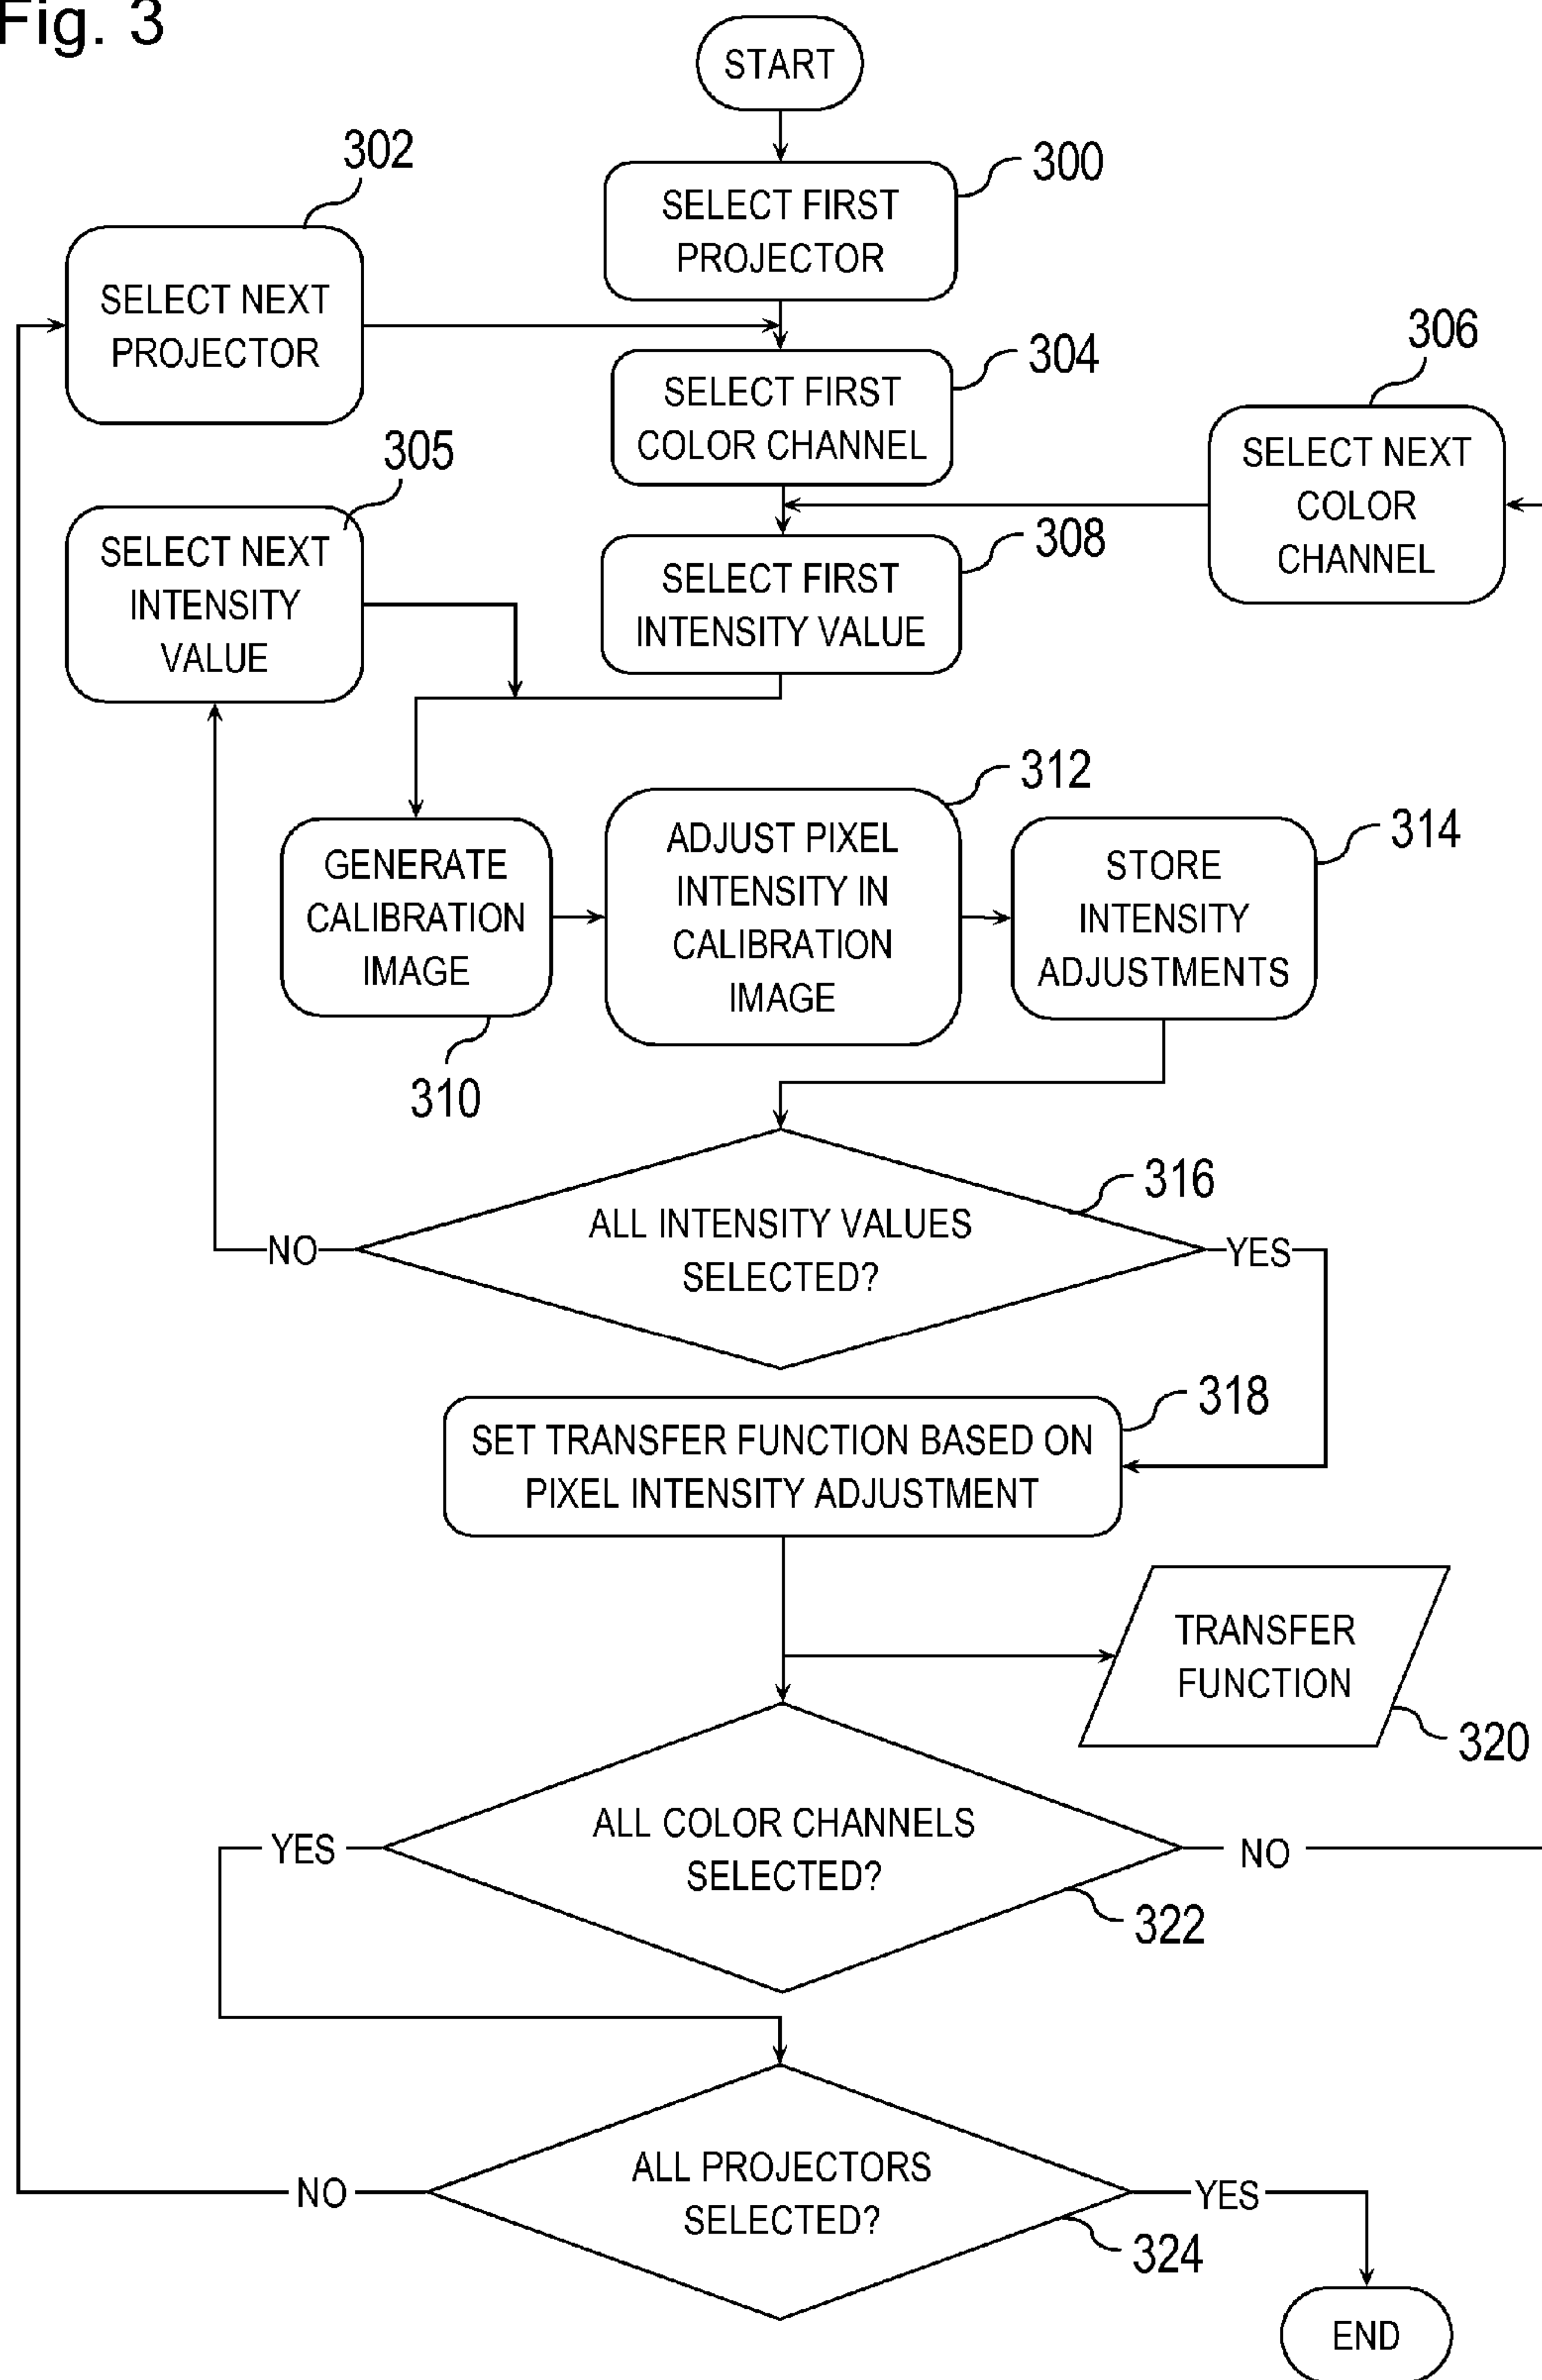 Fig. 3
START
300
SELECT FIRST
PROJECTOR
302
SELECT NEXT
PROJECTOR
304
SELECT FIRST
COLOR CHANNEL
306
SELECT NEXT
COLOR
CHANNEL
305
SELECT NEXT
INTENSITY
VALUE
308
SELECT FIRST
INTENSITY VALUE
GENERATE
CALIBRATION
IMAGE
310
312
ADJUST PIXEL
INTENSITY IN
CALIBRATION
IMAGE
314
STORE
INTENSITY
ADJUSTMENTS
316
ALL INTENSITY VALUES
SELECTED?
NO
YES
318
SET TRANSFER FUNCTION BASED ON
PIXEL INTENSITY ADJUSTMENT
TRANSFER
FUNCTION
320
ALL COLOR CHANNELS
SELECTED?
YES
NO
322
ALL PROJECTORS
SELECTED?
NO
YES
324
END